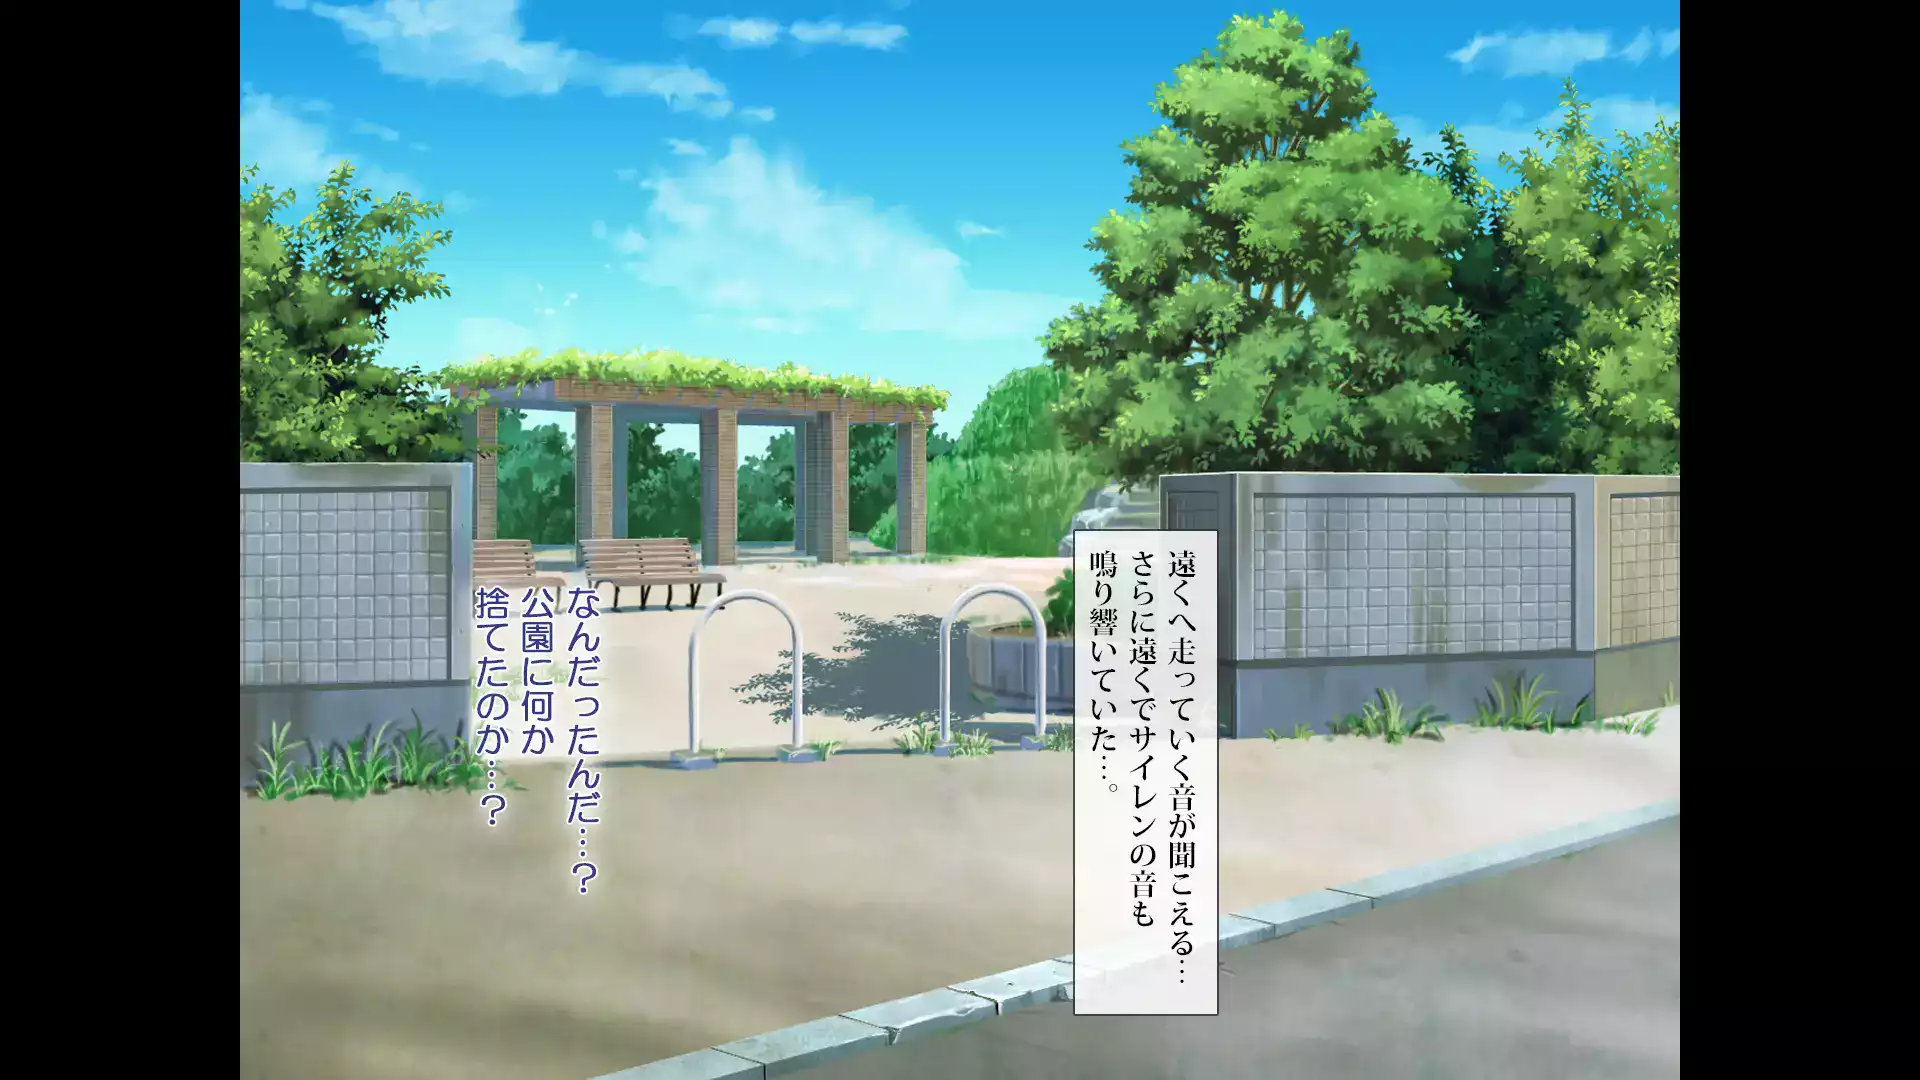 遠くへ走っていく音が聞こえる…
さらに遠くでサイレンの音も
鳴り響いていた…。
なんだったんだ…？
公園に何か
捨てたのか…？